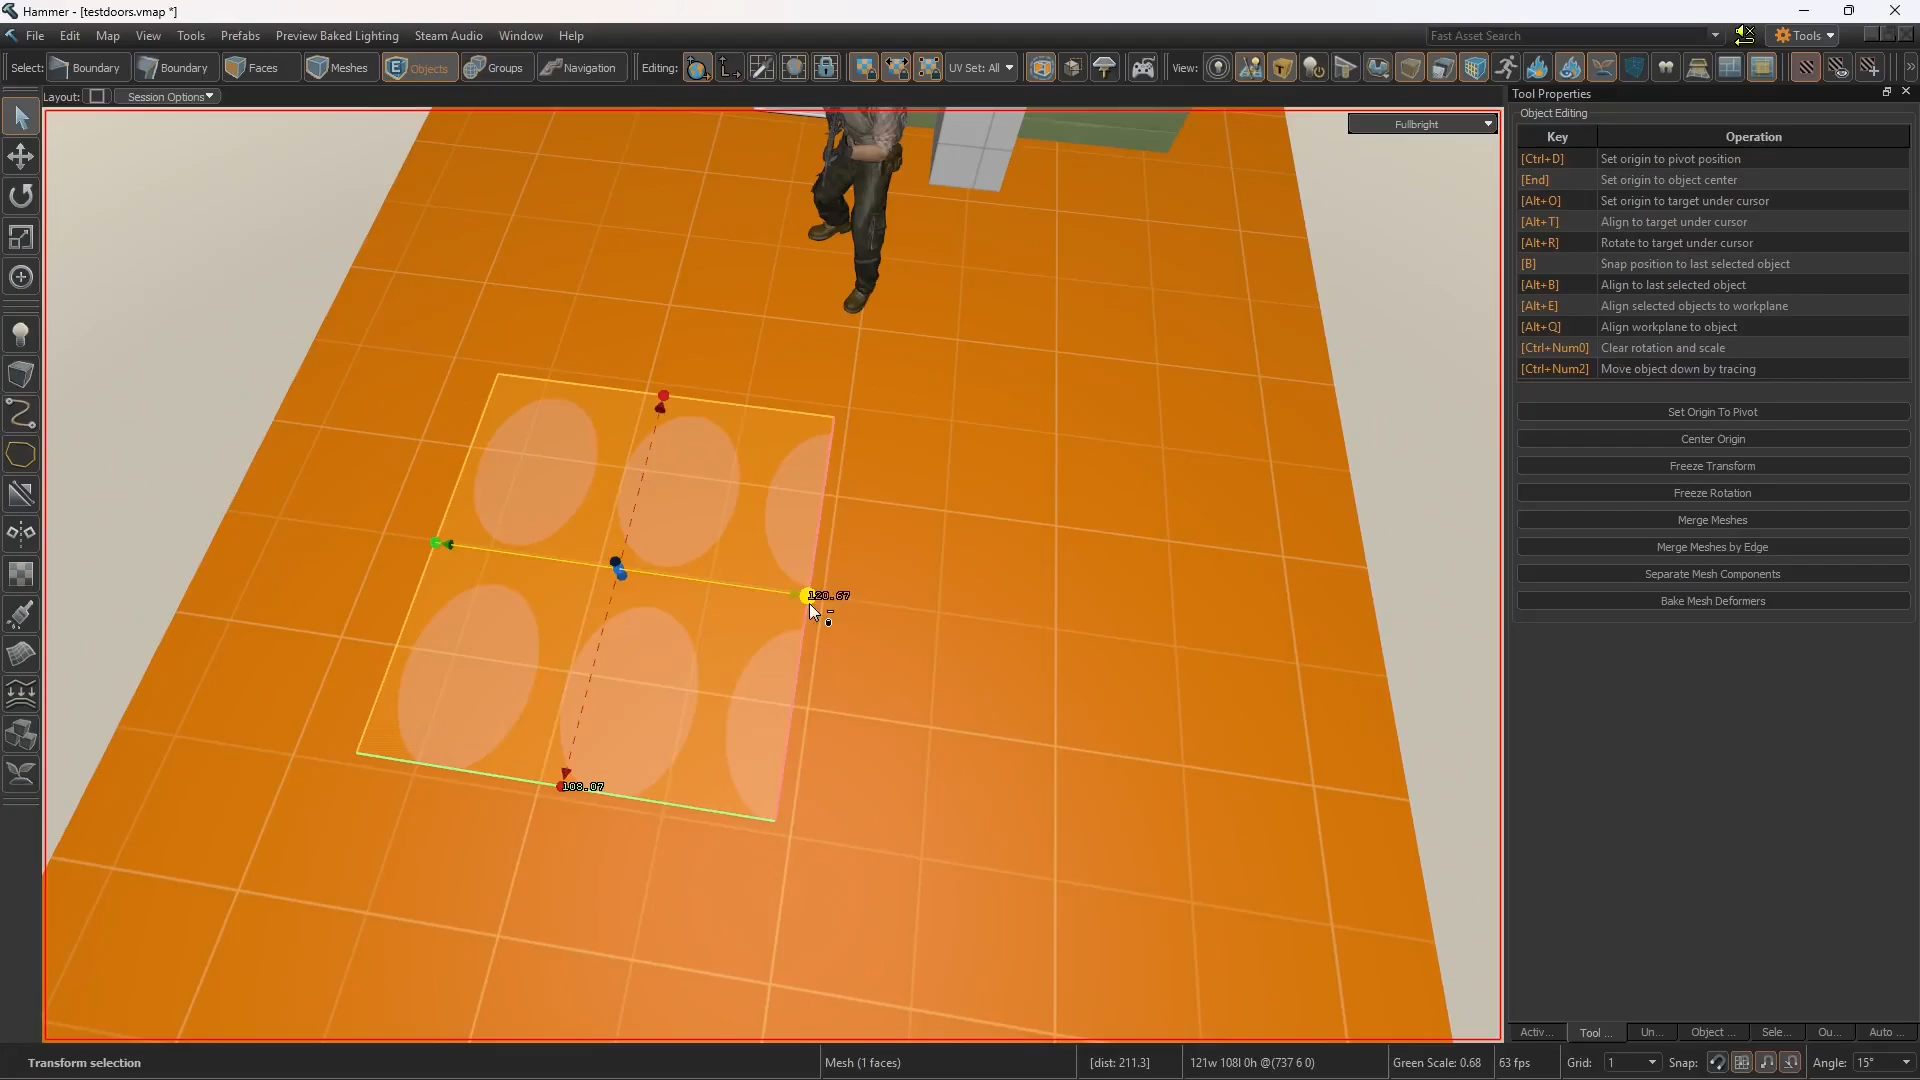 Hammer - [testdoors.vmap *]
File Edit Map View Tools Prefabs Preview Baked Lighting Steam Audio Window Help
Fast Asset Search
Tools
Select: Boundary Boundary Faces Meshes Objects Groups Navigation Editing: UV Set: All View:
Layout: Session Options
Fullbright
Tool Properties
Object Editing
Key Operation
[Ctrl+D] Set origin to pivot position
[End] Set origin to object center
[Alt+O] Set origin to target under cursor
[Alt+T] Align to target under cursor
[Alt+R] Rotate to target under cursor
[B] Snap position to last selected object
[Alt+B] Align to last selected object
[Alt+E] Align selected objects to workplane
[Alt+Q] Align workplane to object
[Ctrl+Num0] Clear rotation and scale
[Ctrl+Num2] Move object down by tracing
Set Origin To Pivot
Center Origin
Freeze Transform
Freeze Rotation
Merge Meshes
Merge Meshes by Edge
Separate Mesh Components
Bake Mesh Deformers
120.67
108.07
Activ... Tool ... Un... Object ... Sele... Ou... Auto ...
Transform selection Mesh (1 faces) [dist: 211.3] 121w 108l 0h @(737 6 0) Green Scale: 0.68 63 fps Grid: 1 Snap: Angle: 15°